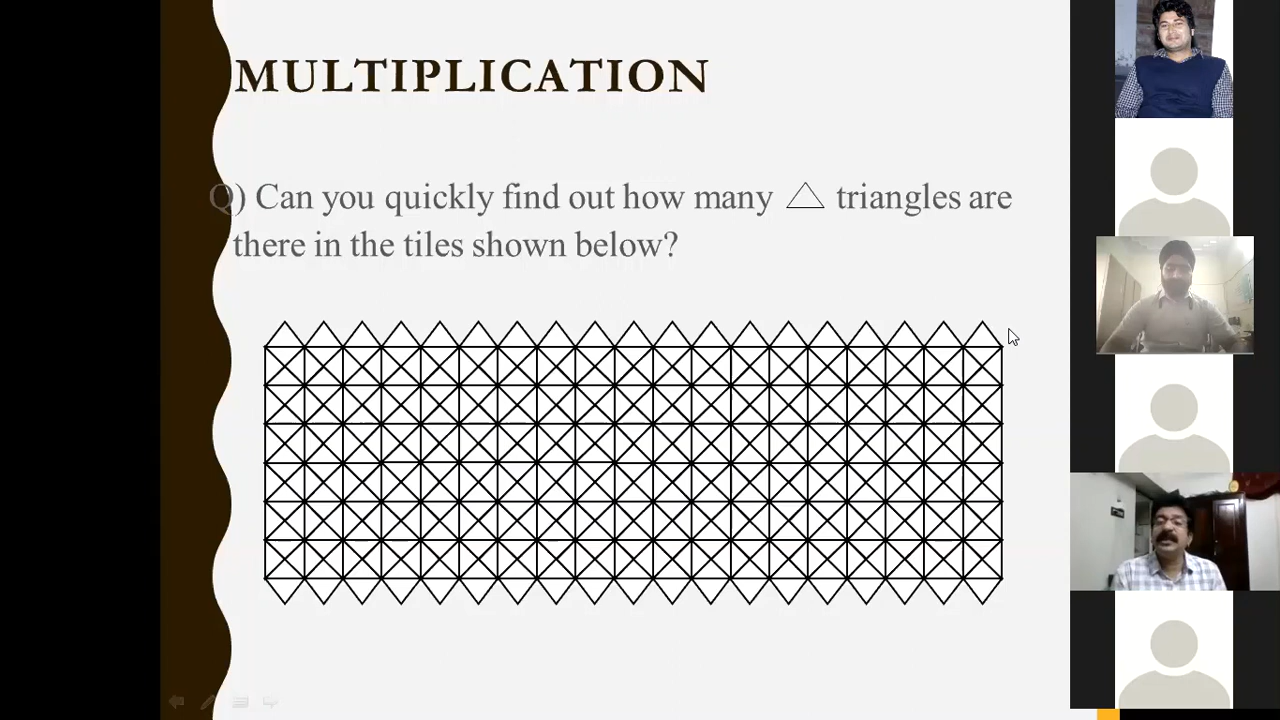 MULTIPLICATION
Q) Can you quickly find out how many triangles are
there in the tiles shown below?